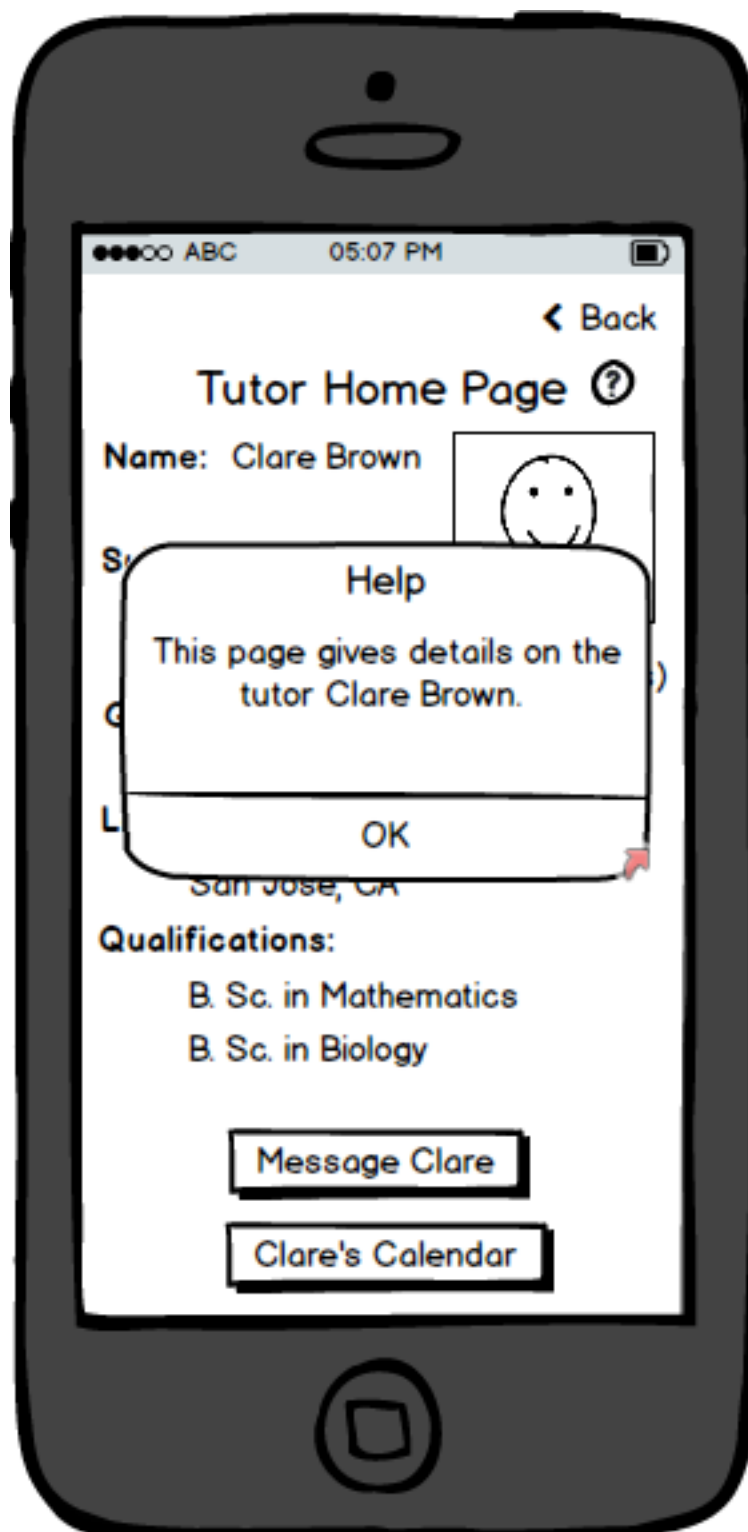 ABC 05:07 PM
Back
Tutor Home Page ?
Name: Clare Brown
Help
This page gives details on the
tutor Clare Brown.
OK
San Jose, CA
Qualifications:
B. Sc. in Mathematics
B. Sc. in Biology
Message Clare
Clare's Calendar